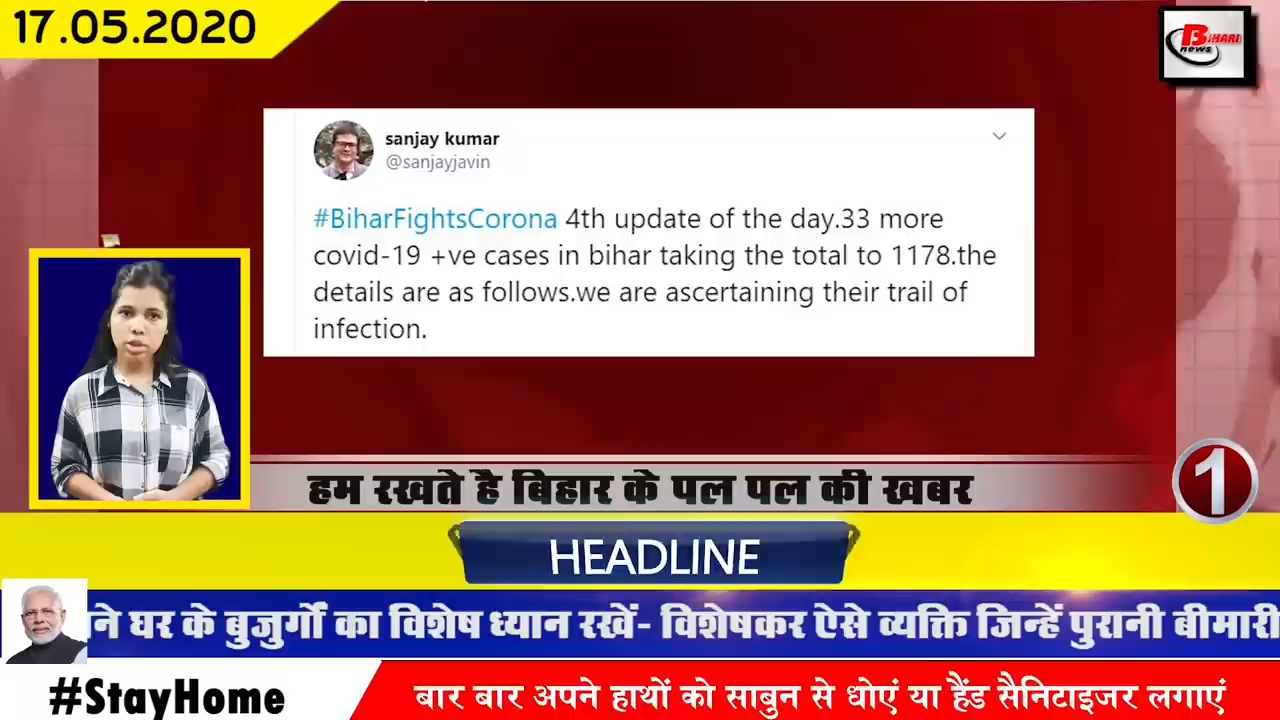 17.05.2020
BIHARI
news
sanjay kumar
@sanjayjavin
#BiharFightsCorona 4th update of the day.33 more
covid-19 +ve cases in bihar taking the total to 1178.the
details are as follows.we are ascertaining their trail of
infection.
हम रखते है बिहार के पल पल की खबर
1
HEADLINE
ने घर के बुजुर्गो का विशेष ध्यान रखें- विशेषकर ऐसे व्यक्ति जिन्हें पुरानी बीमारी
#StayHome
बार बार अपने हाथों को साबुन से धोएं या हैंड सैनिटाइजर लगाएं